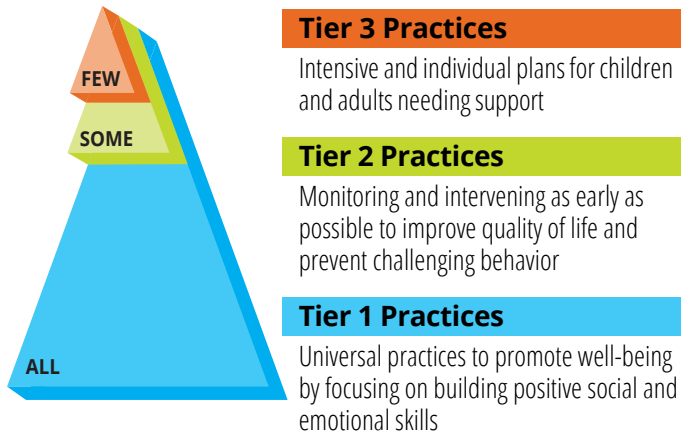 FEW
SOME
ALL
Tier 3 Practices
Intensive and individual plans for children
and adults needing support
Tier 2 Practices
Monitoring and intervening as early as
possible to improve quality of life and
prevent challenging behavior
Tier 1 Practices
Universal practices to promote well-being
by focusing on building positive social and
emotional skills